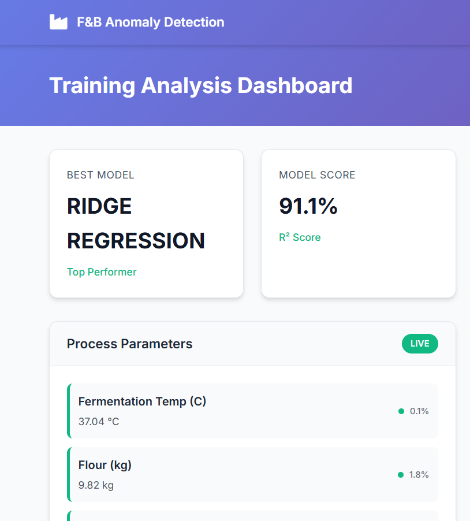 F&B Anomaly Detection
Training Analysis Dashboard
BEST MODEL
RIDGE
REGRESSION
Top Performer
MODEL SCORE
91.1%
R² Score
Process Parameters
LIVE
Fermentation Temp (C)
37.04 °C
0.1%
Flour (kg)
9.82 kg
1.8%